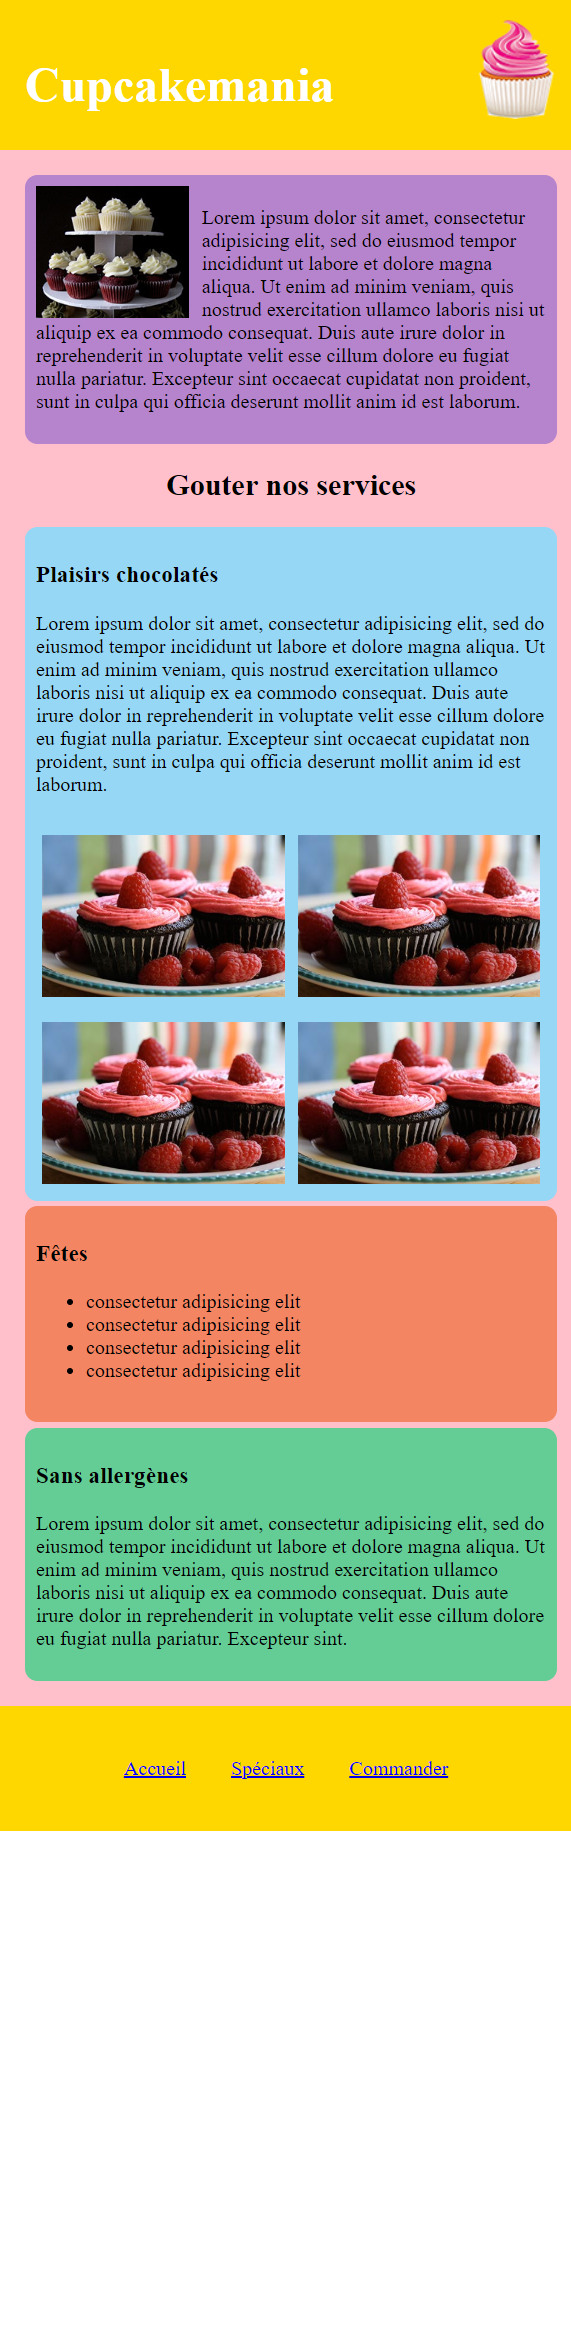 Cupcakemania
Lorem ipsum dolor sit amet, consectetur
adipisicing elit, sed do eiusmod tempor
incididunt ut labore et dolore magna
aliqua. Ut enim ad minim veniam, quis
nostrud exercitation ullamco laboris nisi ut
aliquip ex ea commodo consequat. Duis aute irure dolor in
reprehenderit in voluptate velit esse cillum dolore eu fugiat
nulla pariatur. Excepteur sint occaecat cupidatat non proident,
sunt in culpa qui officia deserunt mollit anim id est laborum.
Gouter nos services
Plaisirs chocolatés
Lorem ipsum dolor sit amet, consectetur adipisicing elit, sed do
eiusmod tempor incididunt ut labore et dolore magna aliqua. Ut
enim ad minim veniam, quis nostrud exercitation ullamco
laboris nisi ut aliquip ex ea commodo consequat. Duis aute
irure dolor in reprehenderit in voluptate velit esse cillum dolore
eu fugiat nulla pariatur. Excepteur sint occaecat cupidatat non
proident, sunt in culpa qui officia deserunt mollit anim id est
laborum.
Fêtes
• consectetur adipisicing elit
• consectetur adipisicing elit
• consectetur adipisicing elit
• consectetur adipisicing elit
Sans allergènes
Lorem ipsum dolor sit amet, consectetur adipisicing elit, sed do
eiusmod tempor incididunt ut labore et dolore magna aliqua. Ut
enim ad minim veniam, quis nostrud exercitation ullamco
laboris nisi ut aliquip ex ea commodo consequat. Duis aute
irure dolor in reprehenderit in voluptate velit esse cillum dolore
eu fugiat nulla pariatur. Excepteur sint.
Accueil Spéciaux Commander